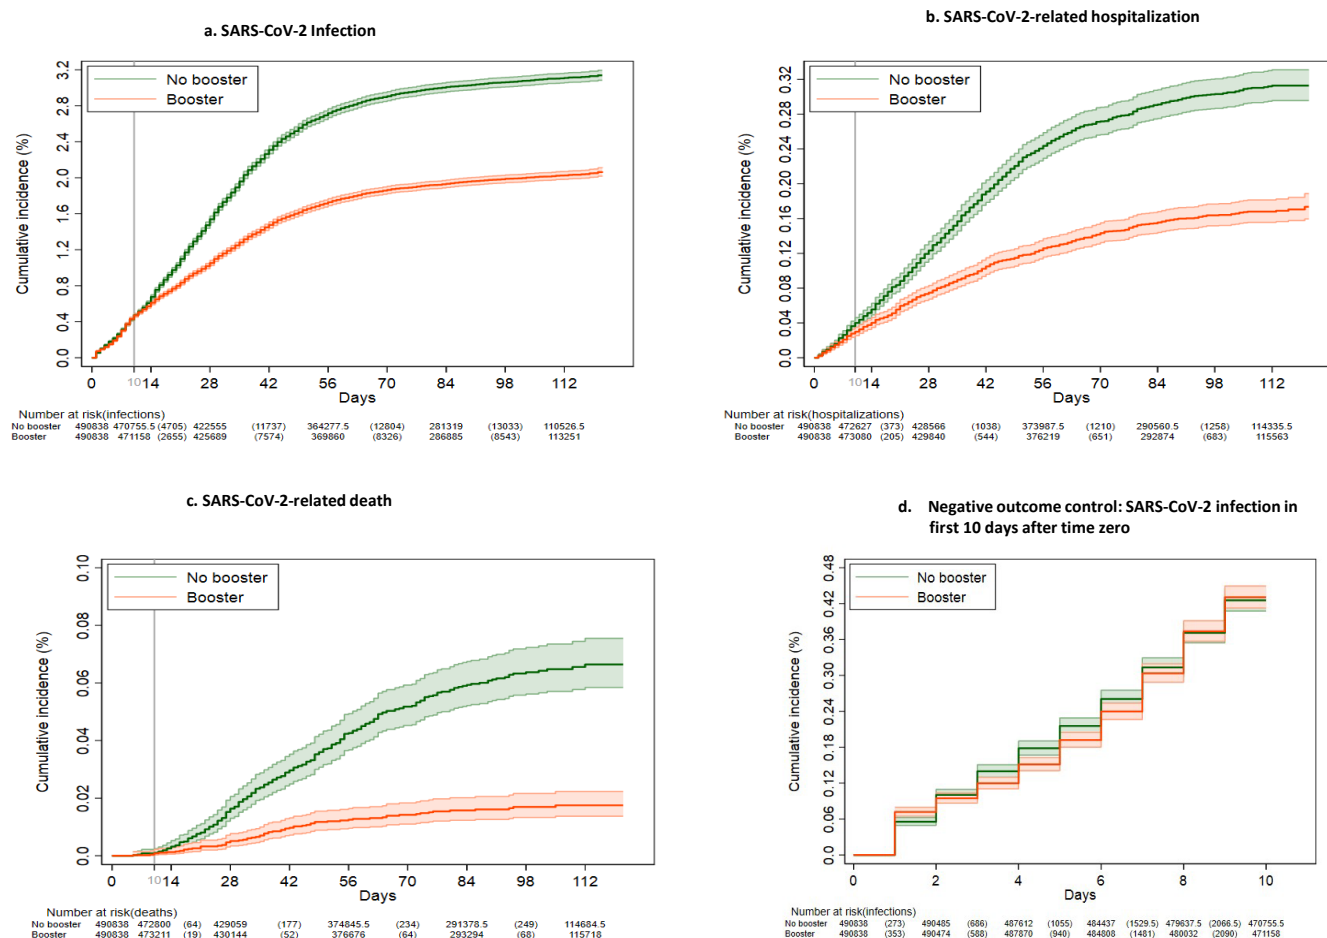 a. SARS-CoV-2 Infection
No booster
Booster
Cumulative incidence (%)
3.2
2.8
2.4
2.0
1.6
1.2
0.8
0.4
0.0
0 10 14 28 42 56 70 84 98 112
Days
Number at risk(infections)
No booster 490838 470755.5 (4705) 422555 (11737) 364277.5 (12804) 281319 (13033) 110526.5
Booster 490838 471158 (2655) 425689 (7574) 369860 (8326) 286885 (8543) 113251
b. SARS-CoV-2-related hospitalization
No booster
Booster
Cumulative incidence (%)
0.32
0.28
0.24
0.20
0.16
0.12
0.08
0.04
0.0
0 10 14 28 42 56 70 84 98 112
Days
Number at risk(hospitalizations)
No booster 490838 472627 (373) 428566 (1038) 373987.5 (1210) 290560.5 (1258) 114335.5
Booster 490838 473080 (205) 429840 (544) 376219 (651) 292874 (683) 115563
c. SARS-CoV-2-related death
No booster
Booster
Cumulative incidence (%)
0.10
0.08
0.06
0.04
0.02
0.0
0 10 14 28 42 56 70 84 98 112
Days
Number at risk(deaths)
No booster 490838 472800 (64) 429059 (177) 374845.5 (234) 291378.5 (249) 114684.5
Booster 490838 473211 (19) 430144 (52) 376676 (64) 293294 (68) 115718
d. Negative outcome control: SARS-CoV-2 infection in
first 10 days after time zero
No booster
Booster
Cumulative incidence (%)
0.48
0.42
0.36
0.30
0.24
0.18
0.12
0.06
0.0
0 2 4 6 8 10
Days
Number at risk(infections)
No booster 490838 (273) 490485 (686) 487612 (1055) 484437 (1529.5) 479637.5 (2066.5) 470755.5
Booster 490838 (353) 490474 (588) 487870 (940) 484808 (1481) 480032 (2090) 471158